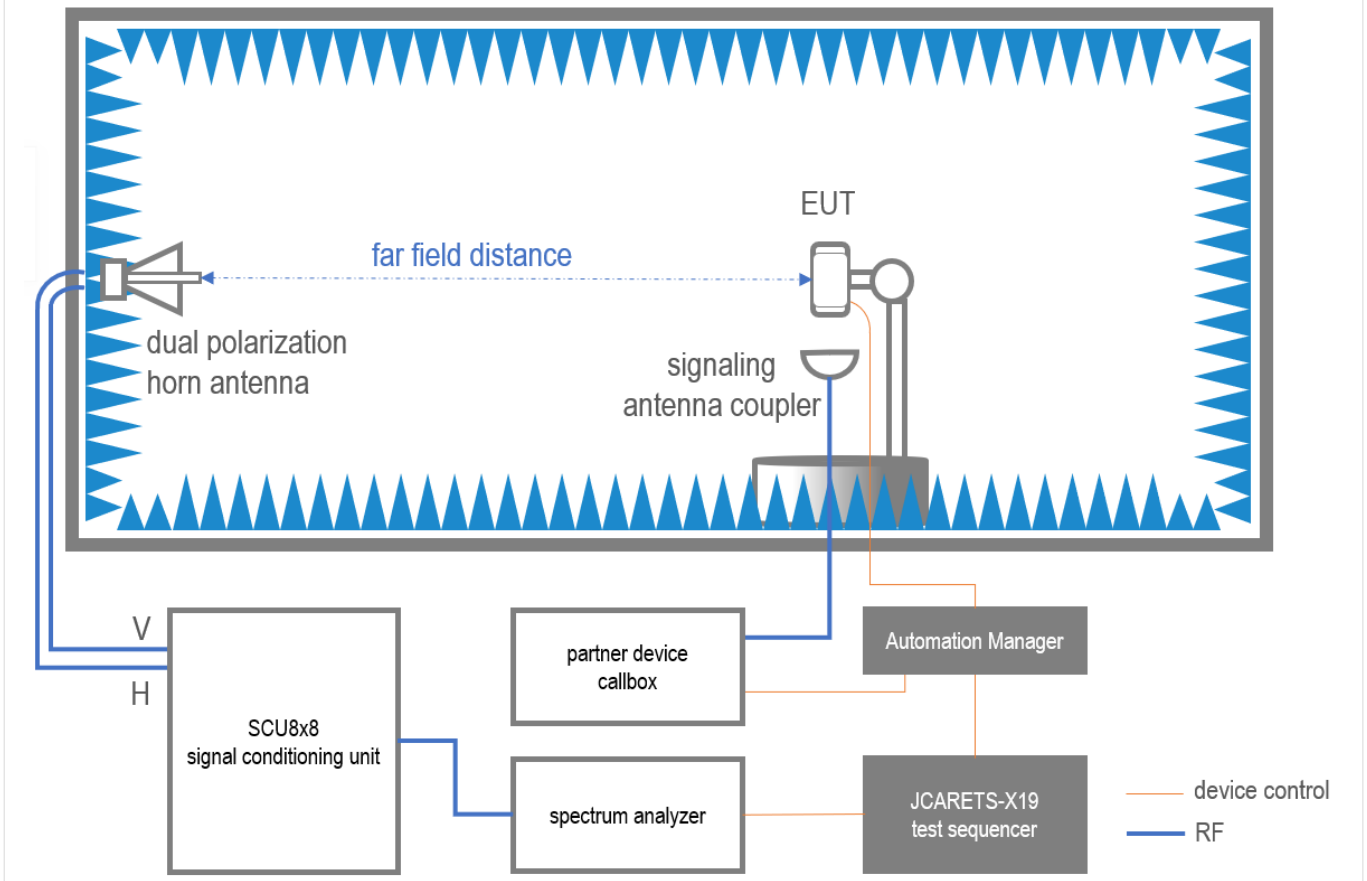 EUT
far field distance
dual polarization
horn antenna
signaling
antenna coupler
V
H
SCU8x8
signal conditioning unit
partner device
callbox
spectrum analyzer
Automation Manager
JCARETS-X19
test sequencer
device control
RF